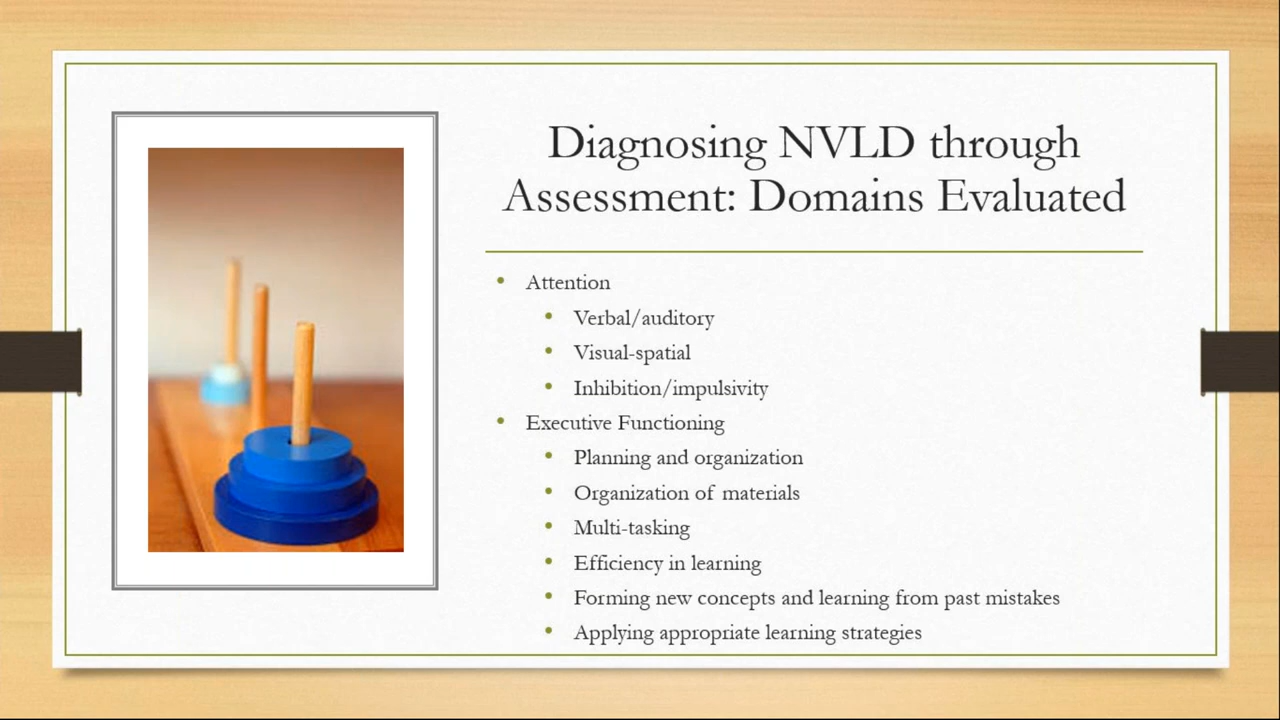 Diagnosing NVLD through
Assessment: Domains Evaluated
• Attention
• Verbal/auditory
• Visual-spatial
• Inhibition/impulsivity
• Executive Functioning
• Planning and organization
• Organization of materials
• Multi-tasking
• Efficiency in learning
• Forming new concepts and learning from past mistakes
• Applying appropriate learning strategies